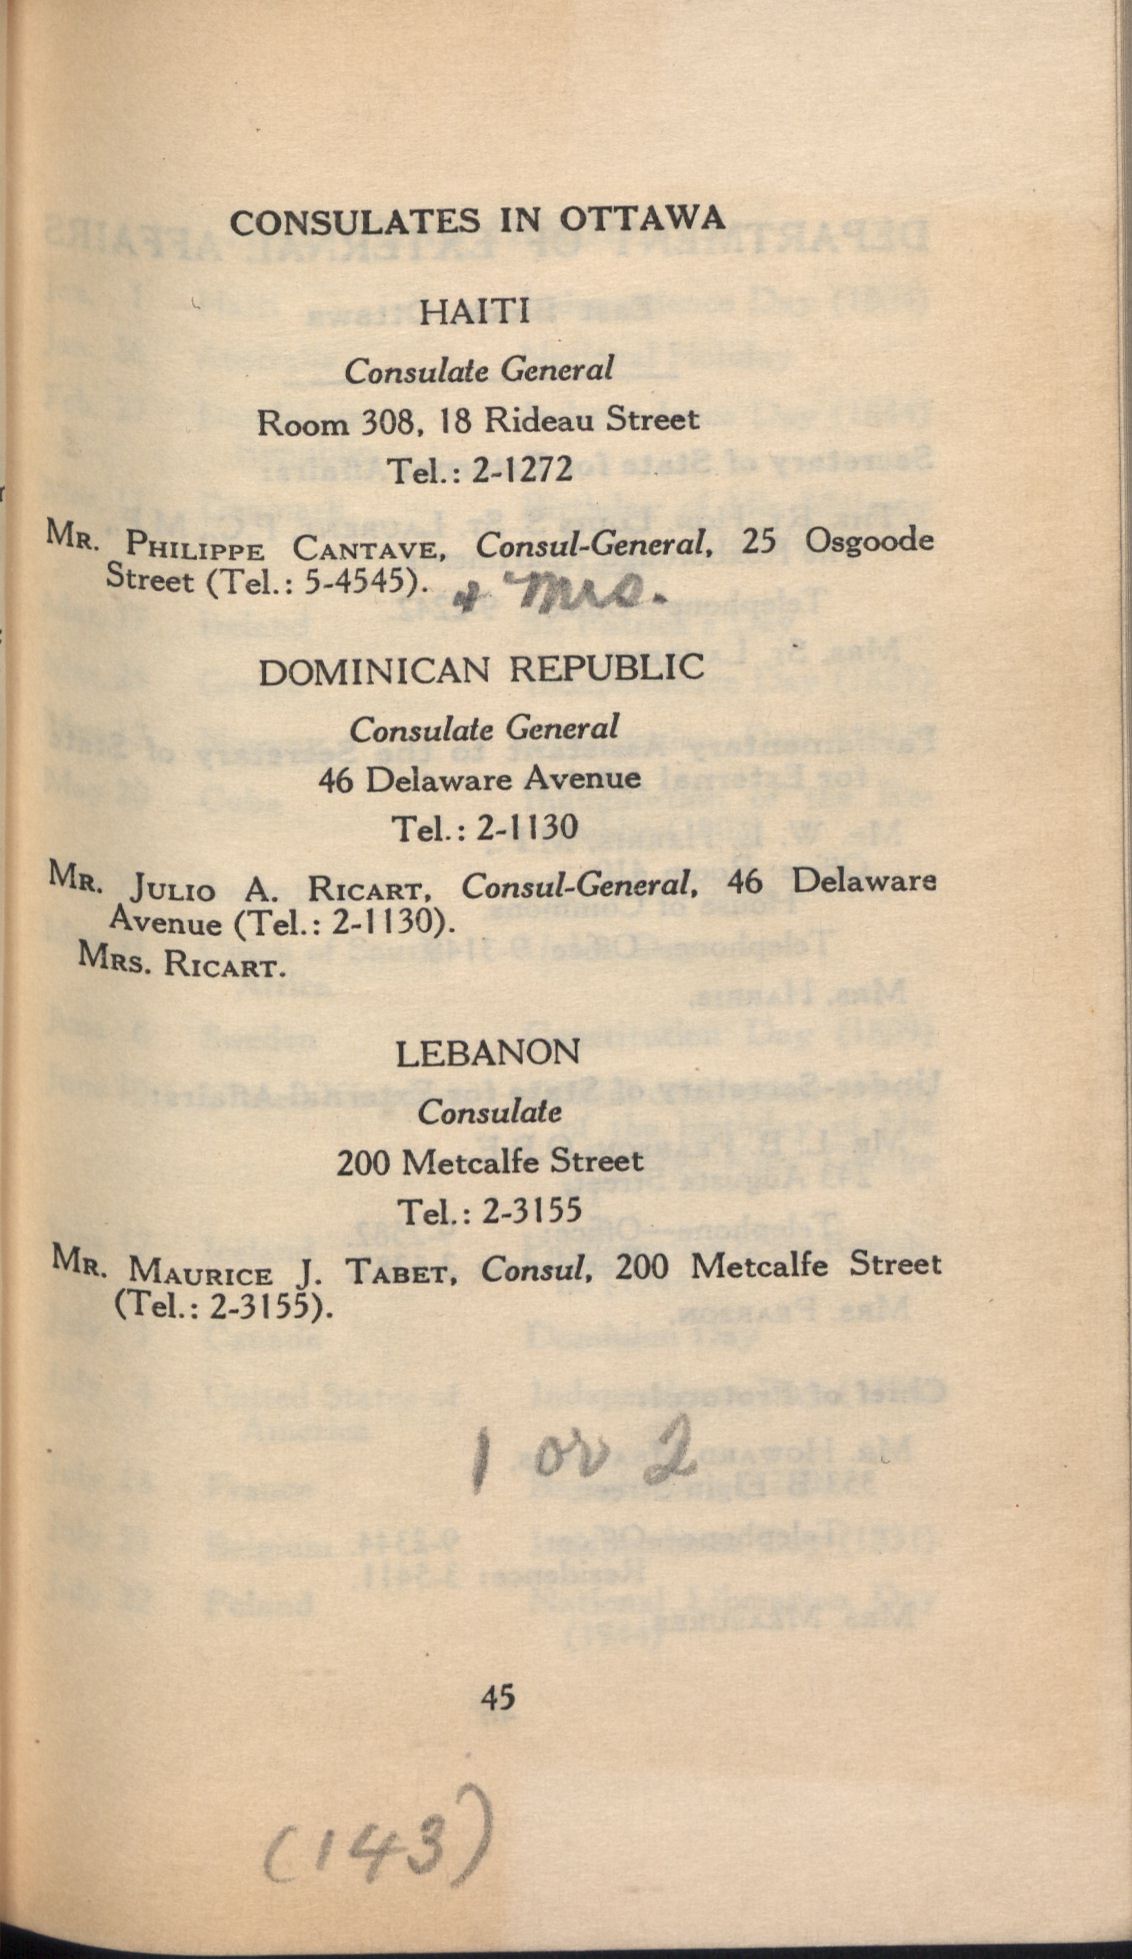 CONSULATES IN OTTAWA
HAITI
Consulate General
Room 308, 18 Rideau Street
Tel.: 2-1272
MR. PHILIPPE CANTAVE, Consul-General, 25 Osgoode
Street (Tel.: 5-4545). & Mrs.
DOMINICAN REPUBLIC
Consulate General
46 Delaware Avenue
Tel.: 2-1130
MR. JULIO A. RICART, Consul-General, 46 Delaware
Avenue (Tel.: 2-1130).
MRS. RICART.
LEBANON
Consulate
200 Metcalfe Street
Tel.: 2-3155
MR. MAURICE J. TABET, Consul, 200 Metcalfe Street
(Tel.: 2-3155).
1 or 2
45
(143)